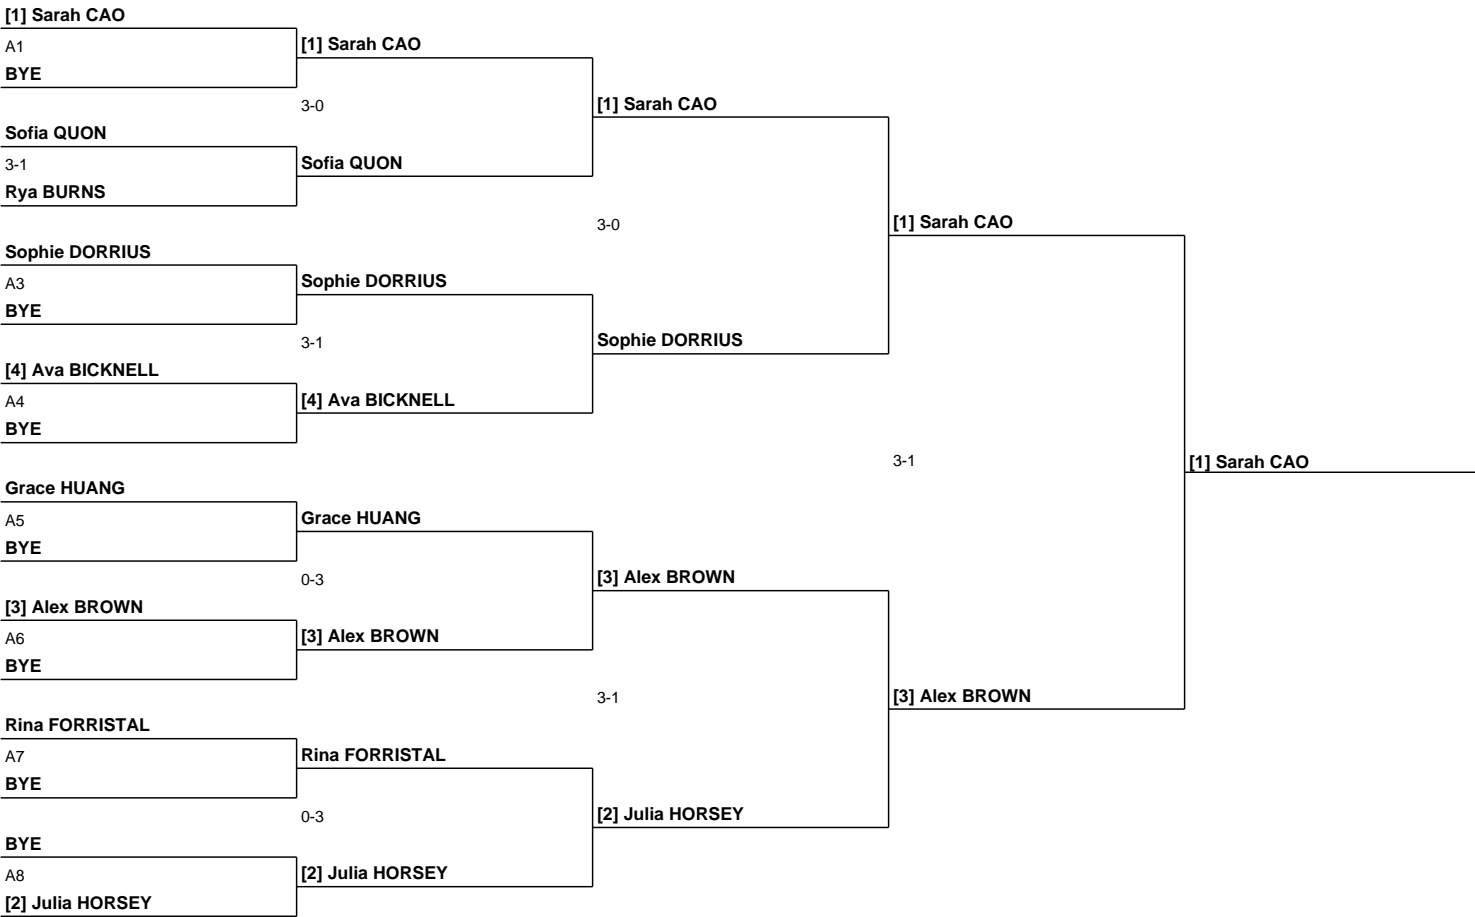 [1] Sarah CAO
A1
BYE
Sofia QUON
3-1
Rya BURNS
Sophie DORRIUS
A3
BYE
[4] Ava BICKNELL
A4
BYE
Grace HUANG
A5
BYE
[3] Alex BROWN
A6
BYE
Rina FORRISTAL
A7
BYE
BYE
A8
[2] Julia HORSEY
[1] Sarah CAO
3-0
Sofia QUON
Sophie DORRIUS
3-1
[4] Ava BICKNELL
Grace HUANG
0-3
[3] Alex BROWN
Rina FORRISTAL
0-3
[2] Julia HORSEY
[1] Sarah CAO
3-0
Sophie DORRIUS
[3] Alex BROWN
3-1
[2] Julia HORSEY
[1] Sarah CAO
3-1
[3] Alex BROWN
[1] Sarah CAO